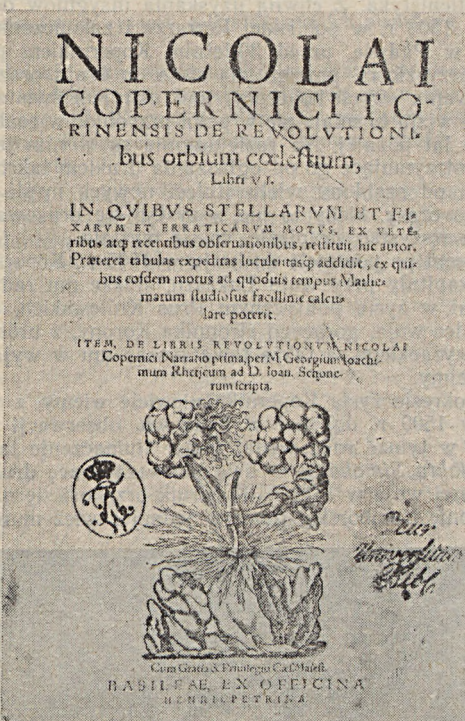 NICOLAI
COPERNICI TO-
RINENSIS DE REVOLVTIONI-
bus orbium cœlestium,
Libri VI.
IN QVIBVS STELLARVM ET FI-
XARVM ET ERRATICARVM MOTVS, EX VETE-
ribus atq; recentibus obseruationibus, restituit hic autor.
Præterea tabulas expeditas luculentasq; addidit, ex qui-
bus eosdem motus ad quoduis tempus Mathe-
matum studiosus facillime calcu-
lare poterit.
ITEM, DE LIBRIS REVOLVTIONVM NICOLAI
Copernici Narratio prima, per M. Georgium Ioachi-
mum Rheticum ad D. Ioan. Schone-
rum scripta.
Cum Gratia & Priuilegio Cæs. Maiest.
BASILEAE, EX OFFICINA
HENRICPETRINA